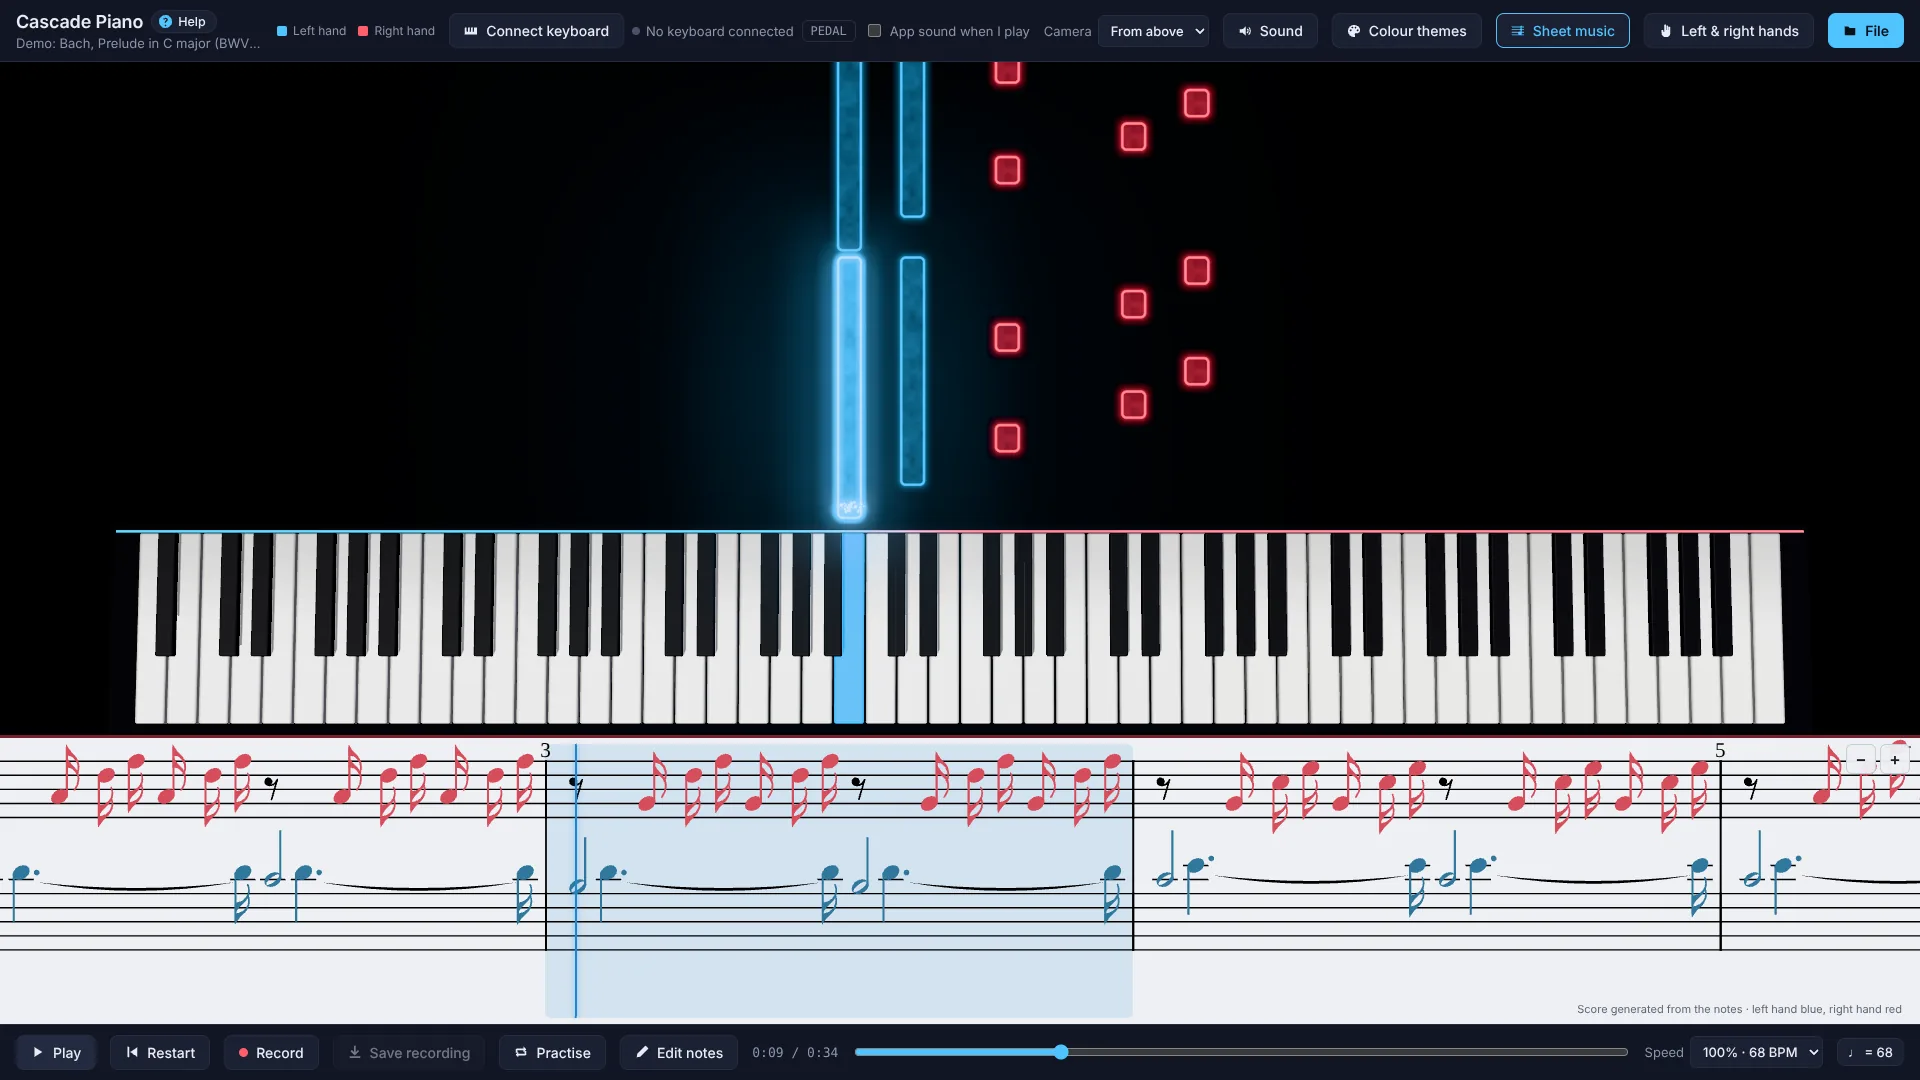 Cascade Piano
Help
Demo: Bach, Prelude in C major (BWV...
Left hand
Right hand
Connect keyboard
No keyboard connected
PEDAL
App sound when I play
Camera
From above
Sound
Colour themes
Sheet music
Left & right hands
File
3
5
− +
Score generated from the notes · left hand blue, right hand red
Play
Restart
Record
Save recording
Practise
Edit notes
0:09 / 0:34
Speed
100% · 68 BPM
♩ = 68